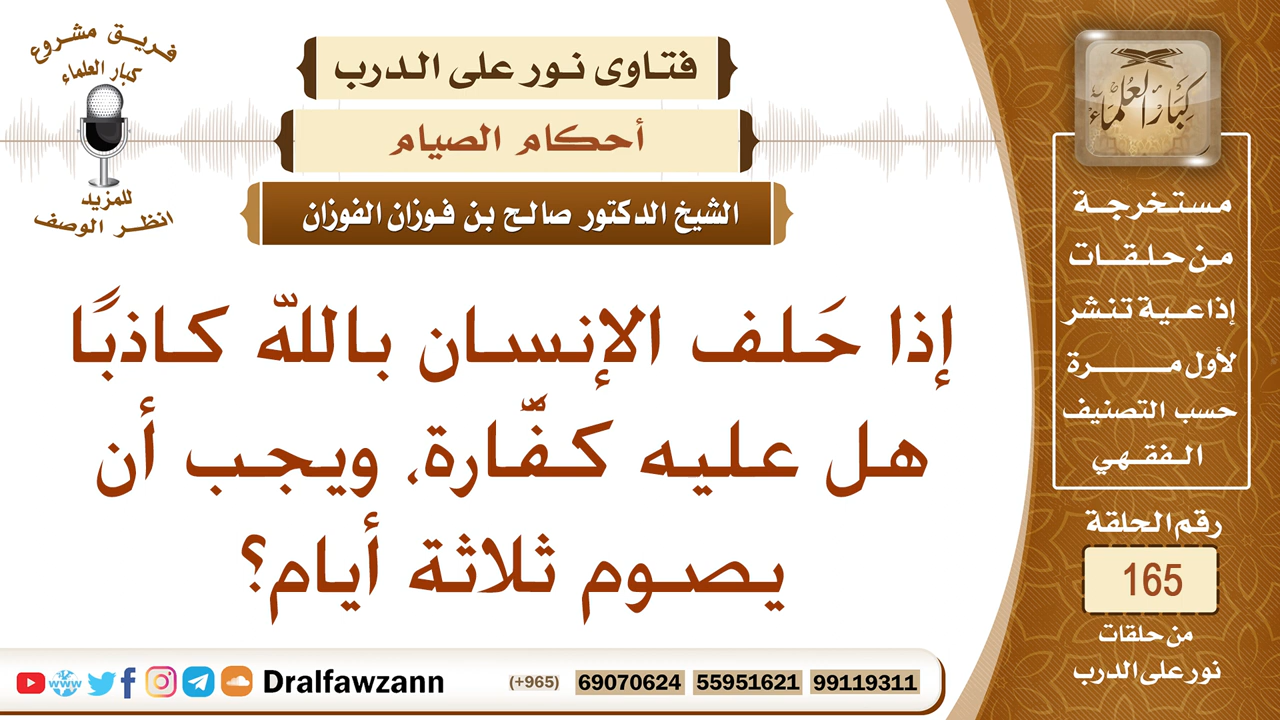 فريق مشروع
كبار العلماء
للمزيد
انظر الوصف
فتاوى نور على الدرب
أحكام الصيام
الشيخ الدكتور صالح بن فوزان الفوزان
إذا حَلف الإنسان بالله كاذبًا
هل عليه كفَّارة، ويجب أن
يصوم ثلاثة أيام؟
كبار العُلماء
مستخرجة
من حلقات
إذاعية تنشر
لأول مرة
حسب التصنيف
الفقهي
رقم الحلقة
165
من حلقات
نور على الدرب
www
Dralfawzann (+965) 69070624 55951621 99119311